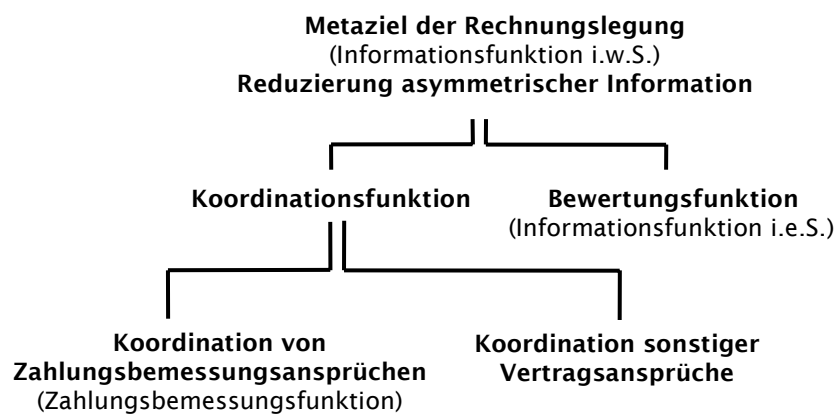 Metaziel der Rechnungslegung
(Informationsfunktion i.w.S.)
Reduzierung asymmetrischer Information
Koordinationsfunktion
Bewertungsfunktion
(Informationsfunktion i.e.S.)
Koordination von
Zahlungsbemessungsansprüchen
(Zahlungsbemessungsfunktion)
Koordination sonstiger
Vertragsansprüche